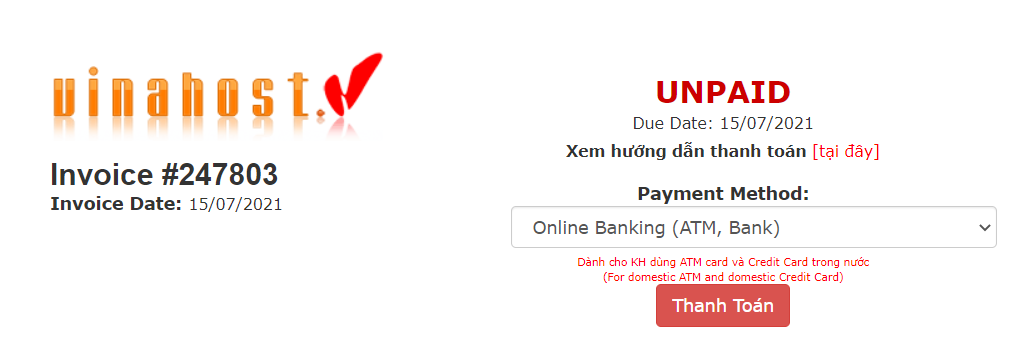 vinahost.
Invoice #247803
Invoice Date: 15/07/2021
UNPAID
Due Date: 15/07/2021
Xem hướng dẫn thanh toán [tại đây]
Payment Method:
Online Banking (ATM, Bank)
Dành cho KH dùng ATM card và Credit Card trong nước
(For domestic ATM and domestic Credit Card)
Thanh Toán